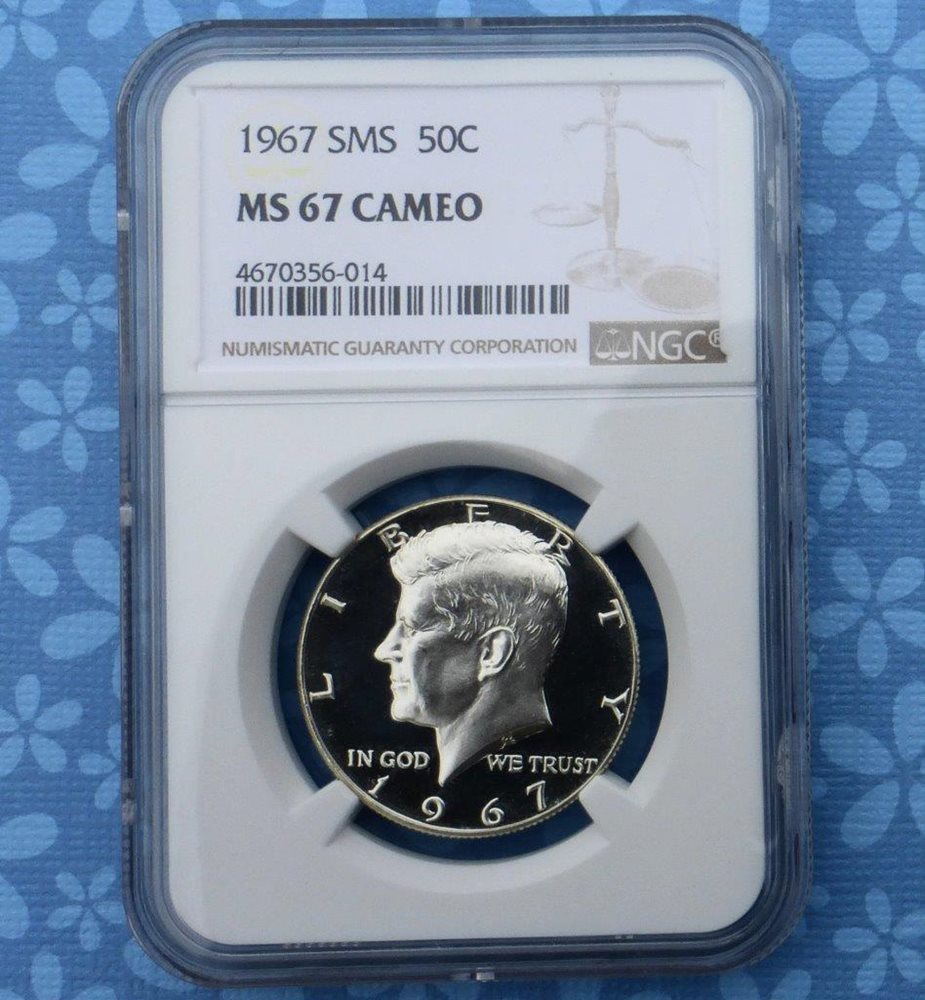 1967 SMS 50C
MS 67 CAMEO
4670356-014
NUMISMATIC GUARANTY CORPORATION
NGC®
LIBERTY
IN GOD WE TRUST
1967